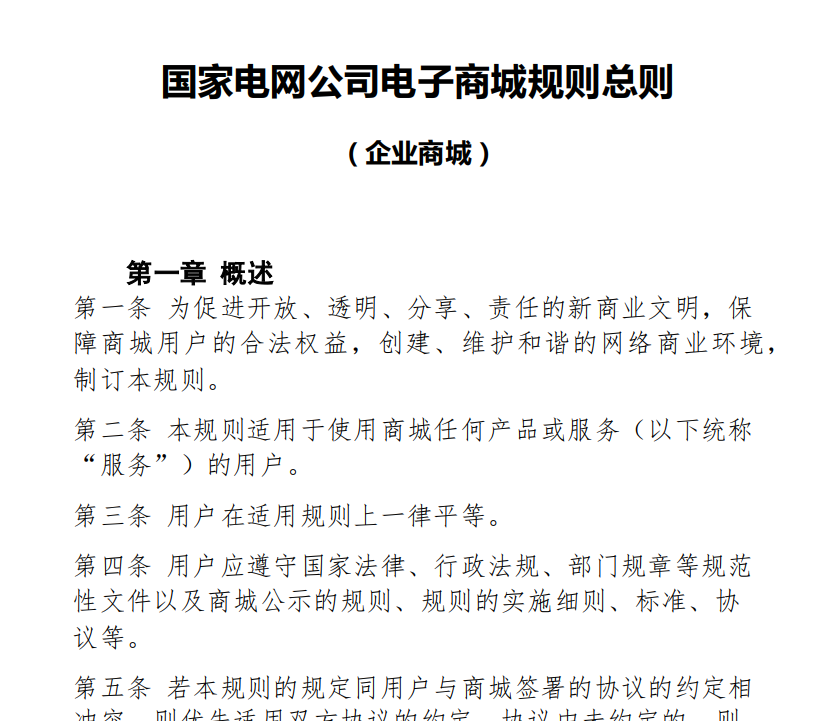 国家电网公司电子商城规则总则
（企业商城）
第一章 概述
第一条 为促进开放、透明、分享、责任的新商业文明，保
障商城用户的合法权益，创建、维护和谐的网络商业环境，
制订本规则。
第二条 本规则适用于使用商城任何产品或服务（以下统称
“服务”）的用户。
第三条 用户在适用规则上一律平等。
第四条 用户应遵守国家法律、行政法规、部门规章等规范
性文件以及商城公示的规则、规则的实施细则、标准、协
议等。
第五条 若本规则的规定同用户与商城签署的协议的约定相
冲突，则优先适用双方协议的约定，协议中未约定的，则